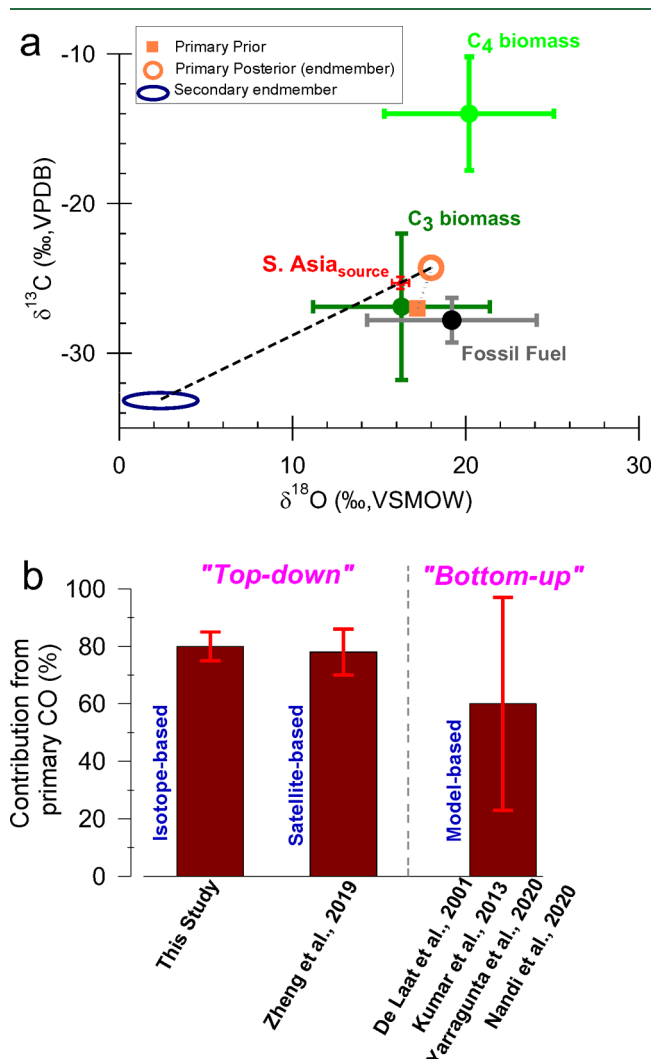 a
-10
-20
-30
δ13C (‰,VPDB)
Primary Prior
Primary Posterior (endmember)
Secondary endmember
C4 biomass
C3 biomass
S. Asiasource
Fossil Fuel
0
10
20
30
δ18O (‰,VSMOW)
b
"Top-down"
"Bottom-up"
100
80
60
40
20
0
Contribution from
primary CO (%)
Isotope-based
Satellite-based
Model-based
This Study
Zheng et al., 2019
De Laat et al., 2001
Kumar et al., 2013
Yarragunta et al., 2020
Nandi et al., 2020